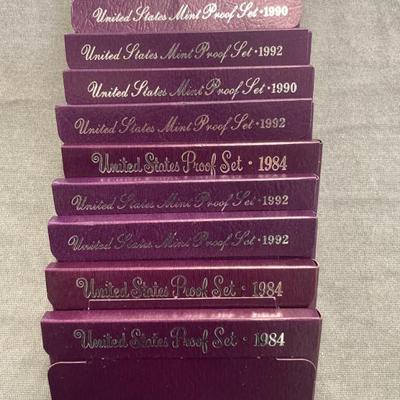 United States Mint Proof Set • 1990
United States Mint Proof Set • 1992
United States Mint Proof Set • 1990
United States Mint Proof Set • 1992
United States Proof Set • 1984
United States Mint Proof Set • 1992
United States Mint Proof Set • 1992
United States Proof Set • 1984
United States Proof Set • 1984